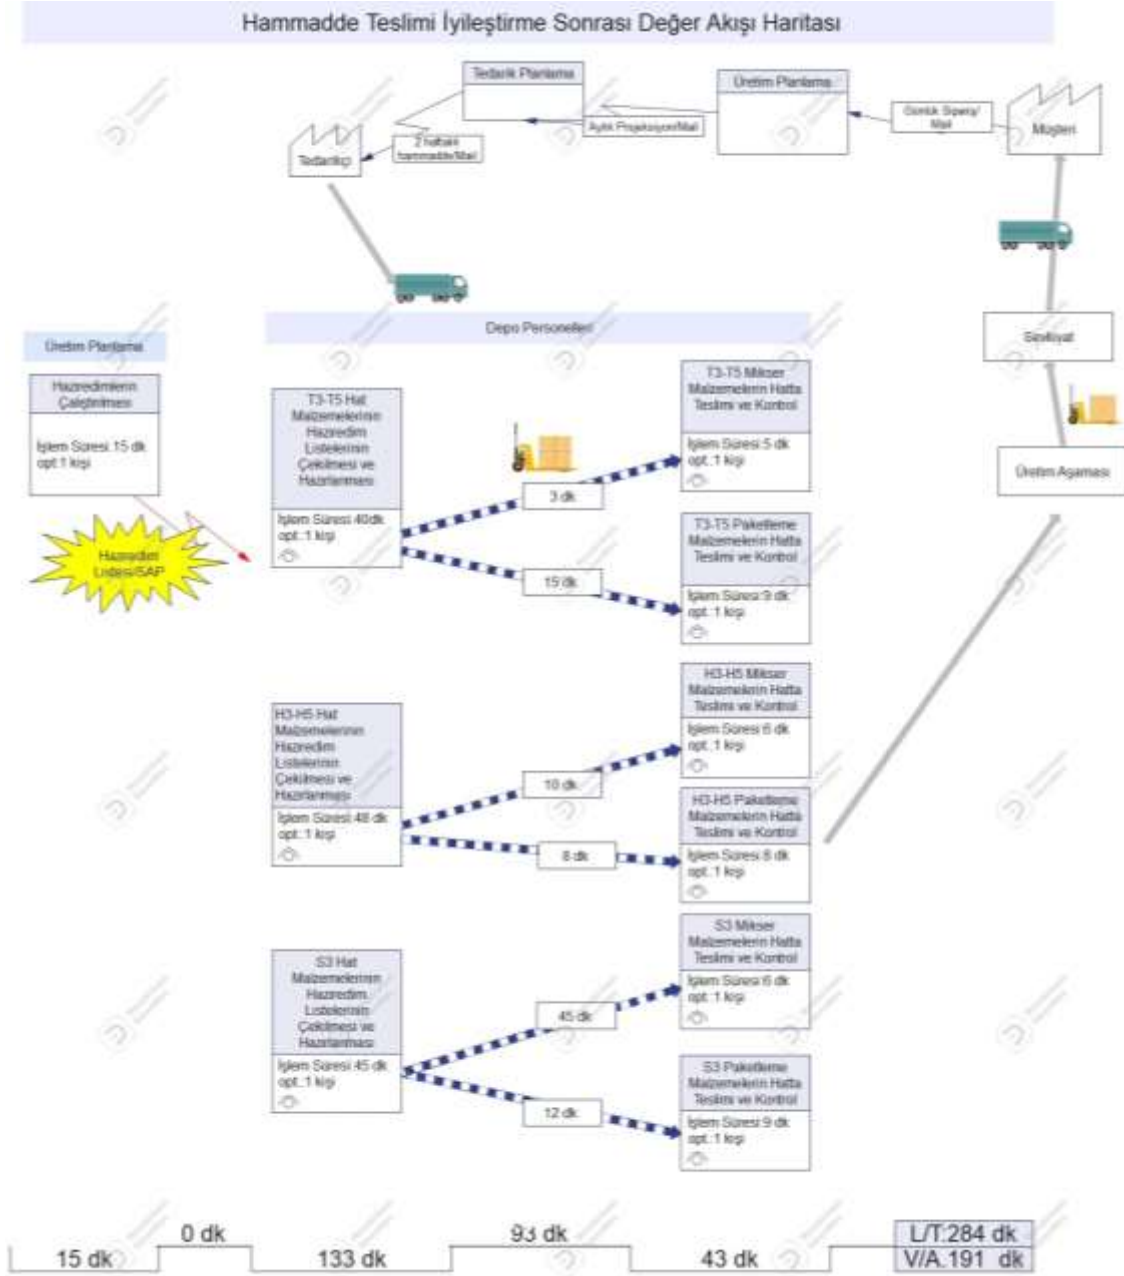 Hammadde Teslimi İyileştirme Sonrası Değer Akışı Haritası
Tedarik Planlama
Üretim Planlama
Günlük Sipariş/
Mail
Müşteri
Aylık Projeksiyon/Mail
2 haftalık
hammadde/Mail
Tedarikçi
Depo Personelleri
Üretim Planlama
Sevkiyat
Hazıredimlerin
Çalıştırılması
İşlem Süresi:15 dk
opt:1 kişi
Hazıredim
Listesi/SAP
T3-T5 Hat
Malzemelerinin
Hazıredim
Listelerinin
Çekilmesi ve
Hazırlanması
İşlem Süresi:40dk
opt.:1 kişi
3 dk
15 dk
T3-T5 Mikser
Malzemelerin Hatta
Teslimi ve Kontrol
İşlem Süresi:5 dk
opt.:1 kişi
T3-T5 Paketleme
Malzemelerin Hatta
Teslimi ve Kontrol
İşlem Süresi:9 dk
opt.:1 kişi
Üretim Aşaması
H3-H5 Hat
Malzemelerinin
Hazıredim
Listelerinin
Çekilmesi ve
Hazırlanması
İşlem Süresi:48 dk
opt.:1 kişi
10 dk
8 dk
H3-H5 Mikser
Malzemelerin Hatta
Teslimi ve Kontrol
İşlem Süresi:6 dk
opt.:1 kişi
H3-H5 Paketleme
Malzemelerin Hatta
Teslimi ve Kontrol
İşlem Süresi:8 dk
opt.:1 kişi
S3 Hat
Malzemelerinin
Hazıredim
Listelerinin
Çekilmesi ve
Hazırlanması
İşlem Süresi:45 dk
opt.:1 kişi
45 dk
12 dk
S3 Mikser
Malzemelerin Hatta
Teslimi ve Kontrol
İşlem Süresi:6 dk
opt.:1 kişi
S3 Paketleme
Malzemelerin Hatta
Teslimi ve Kontrol
İşlem Süresi:9 dk
opt.:1 kişi
15 dk
0 dk
133 dk
93 dk
43 dk
L/T:284 dk
V/A.191 dk